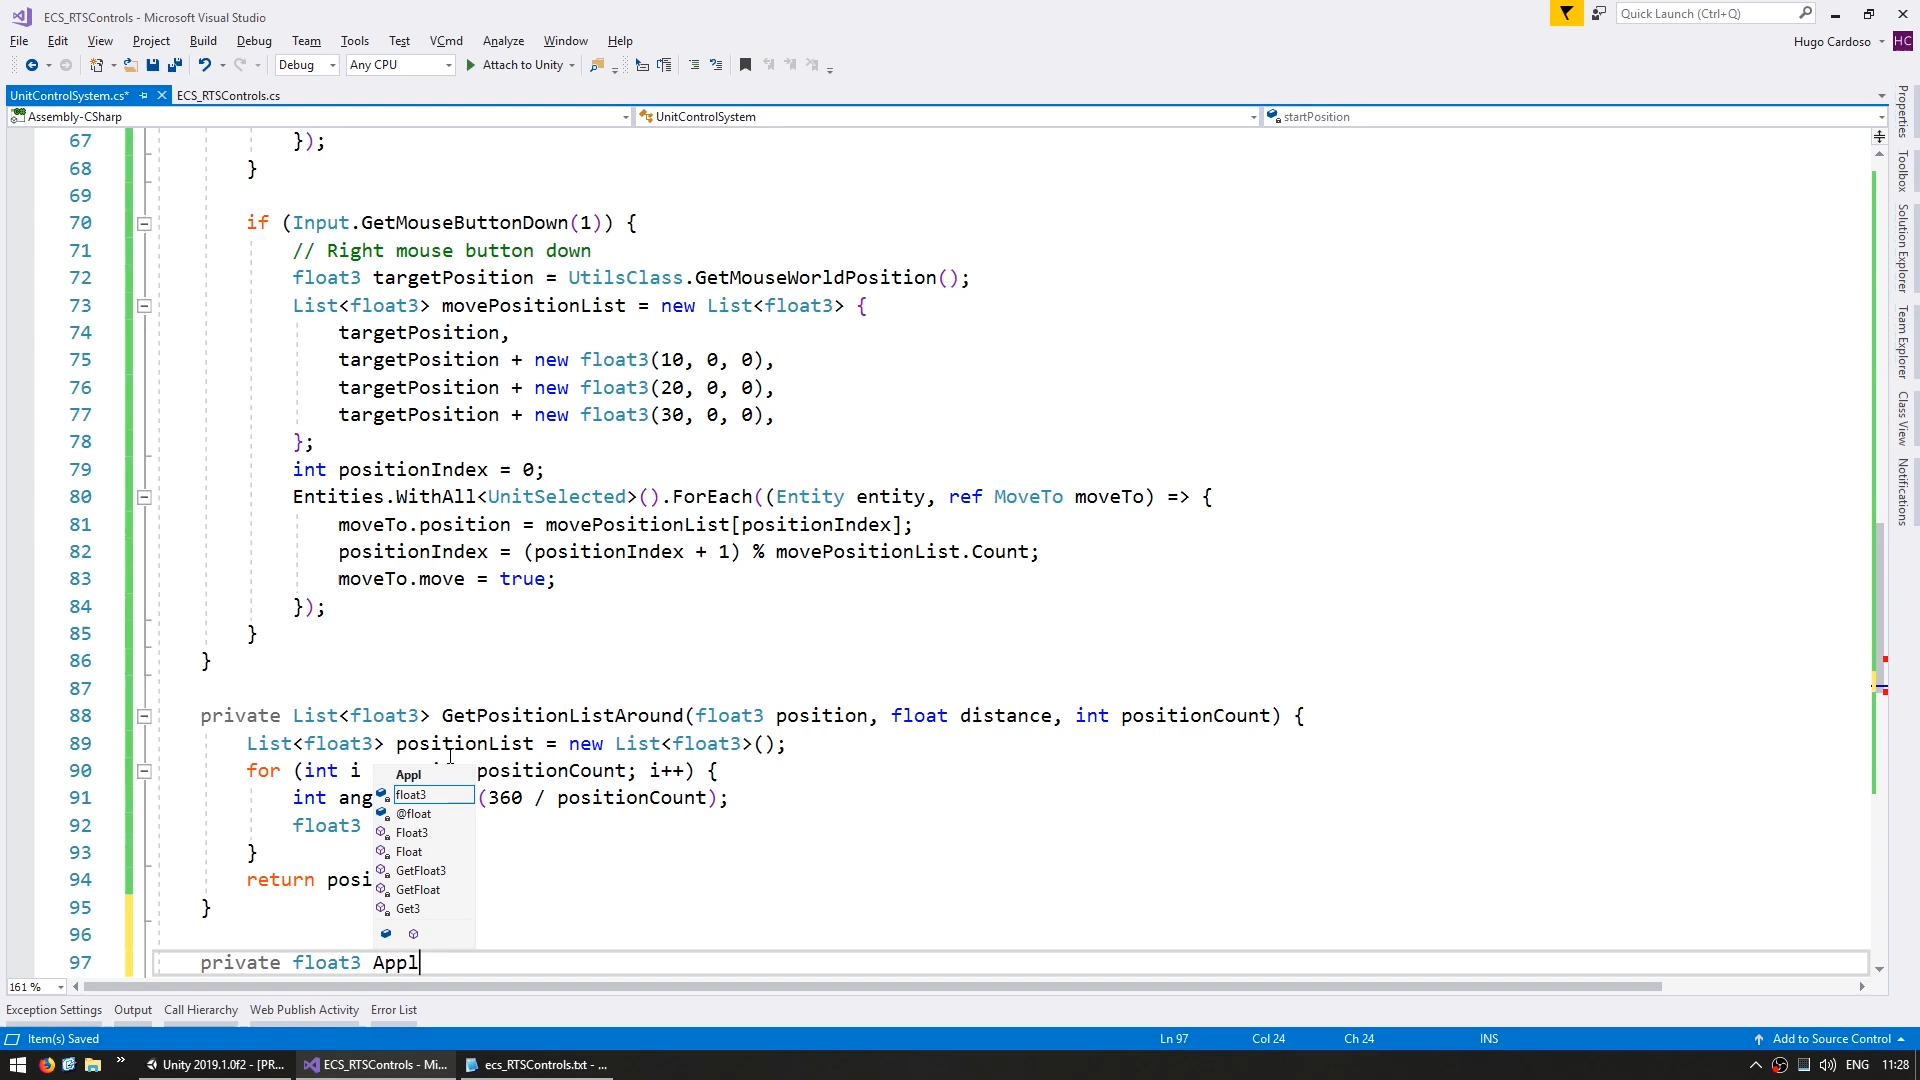 ECS_RTSControls - Microsoft Visual Studio
Quick Launch (Ctrl+Q)
File Edit View Project Build Debug Team Tools Test VCmd Analyze Window Help
Hugo Cardoso HC
Debug Any CPU Attach to Unity
UnitControlSystem.cs* ECS_RTSControls.cs
Assembly-CSharp UnitControlSystem startPosition
67 });
68 }
69
70 if (Input.GetMouseButtonDown(1)) {
71 // Right mouse button down
72 float3 targetPosition = UtilsClass.GetMouseWorldPosition();
73 List<float3> movePositionList = new List<float3> {
74 targetPosition,
75 targetPosition + new float3(10, 0, 0),
76 targetPosition + new float3(20, 0, 0),
77 targetPosition + new float3(30, 0, 0),
78 };
79 int positionIndex = 0;
80 Entities.WithAll<UnitSelected>().ForEach((Entity entity, ref MoveTo moveTo) => {
81 moveTo.position = movePositionList[positionIndex];
82 positionIndex = (positionIndex + 1) % movePositionList.Count;
83 moveTo.move = true;
84 });
85 }
86 }
87
88 private List<float3> GetPositionListAround(float3 position, float distance, int positionCount) {
89 List<float3> positionList = new List<float3>();
90 for (int i positionCount; i++) {
91 int ang (360 / positionCount);
92 float3
93 }
94 return posi
95 }
96
97 private float3 Appl
Appl
float3
@float
Float3
Float
GetFloat3
GetFloat
Get3
Properties
Toolbox
Solution Explorer
Team Explorer
Class View
Notifications
161 %
Exception Settings Output Call Hierarchy Web Publish Activity Error List
Item(s) Saved Ln 97 Col 24 Ch 24 INS Add to Source Control
Unity 2019.1.0f2 - [PR... ECS_RTSControls - Mi... ecs_RTSControls.txt - ... ENG 11:28